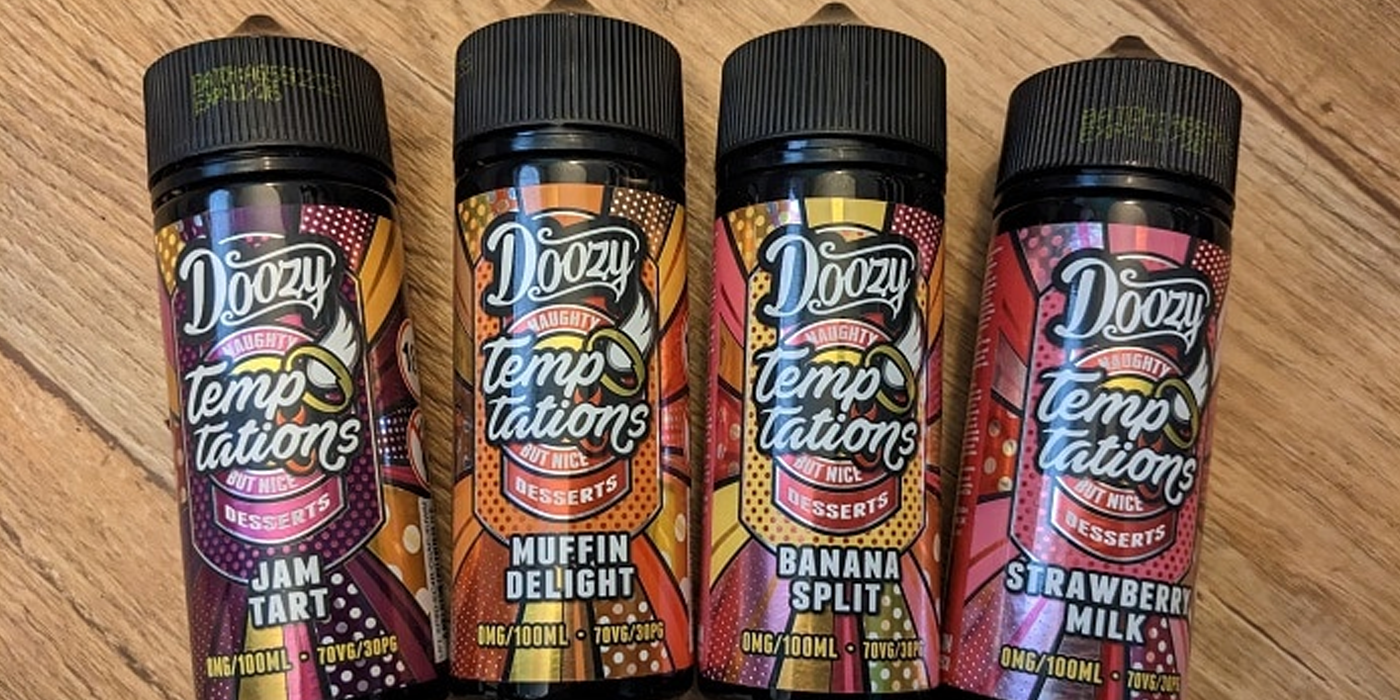 Doozy
NAUGHTY
Temp
tations
BUT NICE
DESSERTS
JAM
TART
0MG/100ML • 70VG/30PG
Doozy
NAUGHTY
Temp
tations
BUT NICE
DESSERTS
MUFFIN
DELIGHT
0MG/100ML • 70VG/30PG
Doozy
NAUGHTY
Temp
tations
BUT NICE
DESSERTS
BANANA
SPLIT
0MG/100ML • 70VG/30PG
Doozy
NAUGHTY
Temp
tations
BUT NICE
DESSERTS
STRAWBERRY
MILK
0MG/100ML • 70VG/30PG